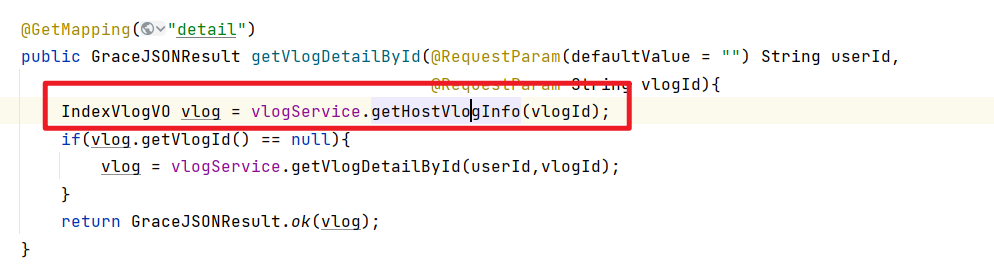 @GetMapping("detail")
public GraceJSONResult getVlogDetailById(@RequestParam(defaultValue = "") String userId,
@RequestParam String vlogId){
IndexVlogVO vlog = vlogService.getHostVlogInfo(vlogId);
if(vlog.getVlogId() == null){
vlog = vlogService.getVlogDetailById(userId,vlogId);
}
return GraceJSONResult.ok(vlog);
}